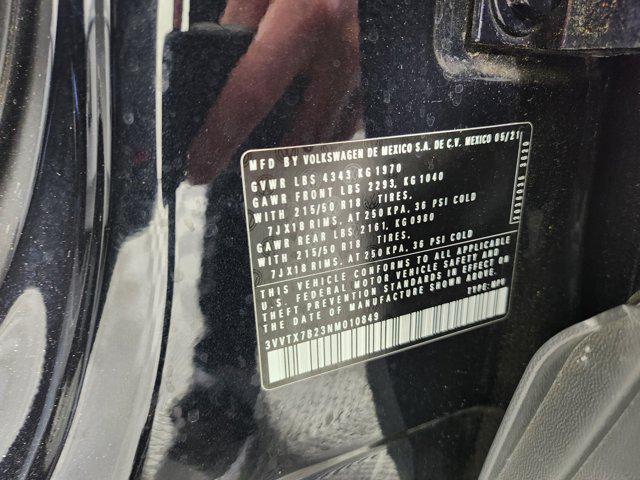 MFD BY VOLKSWAGEN DE MEXICO S.A. DE C.V. MEXICO 05/21
GVWR LBS 4343 KG 1970
GAWR FRONT LBS 2293, KG 1040
WITH 215/50 R18 TIRES.
7JX18 RIMS, AT 250 KPA, 36 PSI COLD
GAWR REAR LBS 2161, KG 0980
WITH 215/50 R18 TIRES.
7JX18 RIMS, AT 250 KPA, 36 PSI COLD
THIS VEHICLE CONFORMS TO ALL APPLICABLE
U.S. FEDERAL MOTOR VEHICLE SAFETY AND
THEFT PREVENTION STANDARDS IN EFFECT ON
THE DATE OF MANUFACTURE SHOWN ABOVE.
TYPE: MPU
3VVTX7B23NM010849